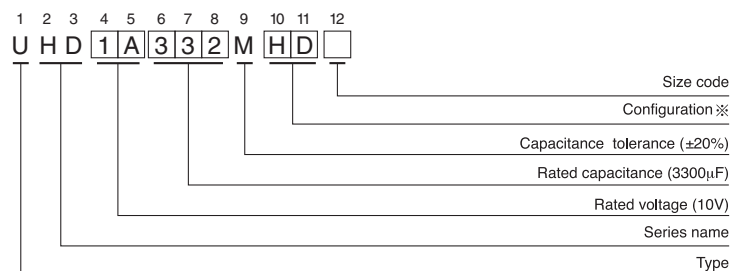 1 2 3 4 5 6 7 8 9 10 11 12
U H D 1 A 3 3 2 M H D
Size code
Configuration※
Capacitance tolerance (±20%)
Rated capacitance (3300µF)
Rated voltage (10V)
Series name
Type